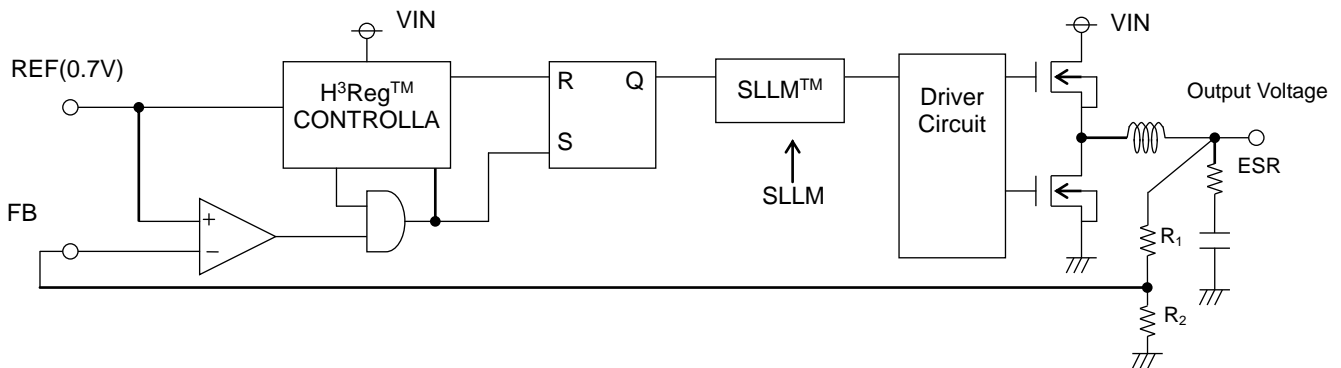 VIN
VIN
REF(0.7V)
H³Reg™
CONTROLLA
R
Q
SLLM™
Driver
Circuit
Output Voltage
S
ESR
SLLM
FB
+
−
R₁
R₂